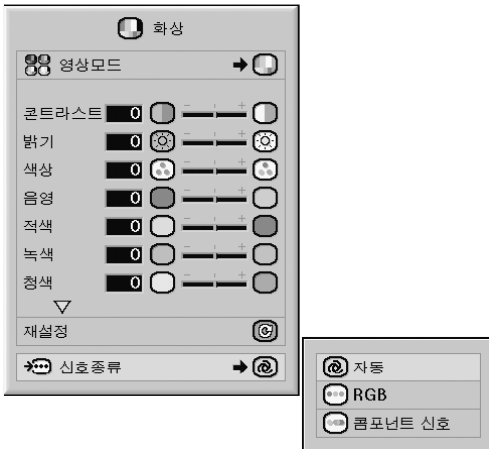 화상
영상모드
콘트라스트 0
밝기 0
색상 0
음영 0
적색 0
녹색 0
청색 0
재설정
신호종류
자동
RGB
콤포넌트 신호